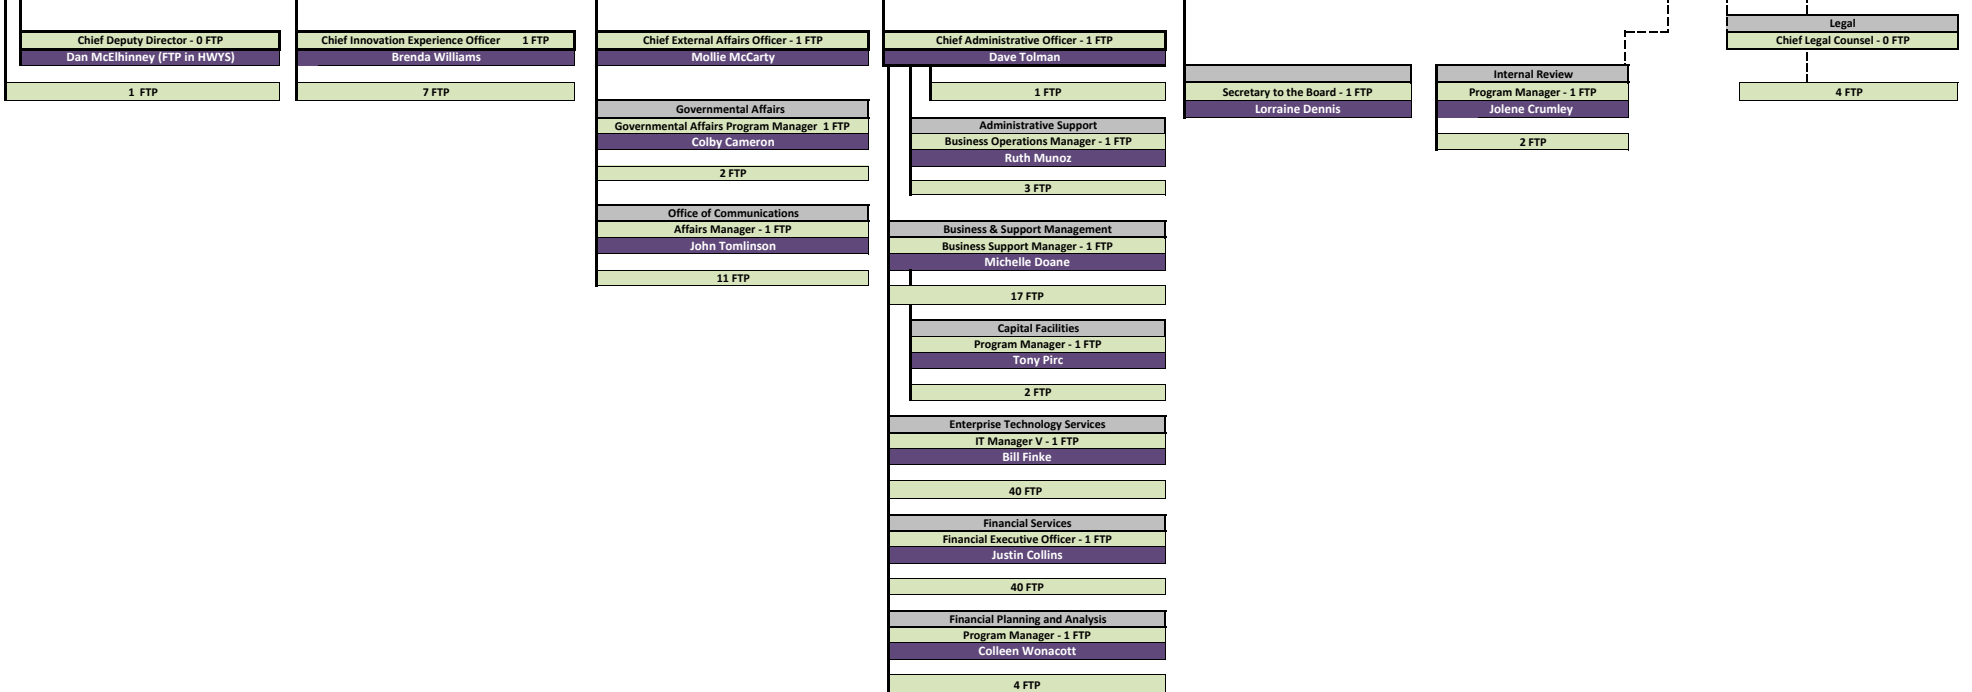 Chief Deputy Director - 0 FTP
Dan McElhinney (FTP in HWYS)
1 FTP
Chief Innovation Experience Officer 1 FTP
Brenda Williams
7 FTP
Chief External Affairs Officer - 1 FTP
Mollie McCarty
Governmental Affairs
Governmental Affairs Program Manager 1 FTP
Colby Cameron
2 FTP
Office of Communications
Affairs Manager - 1 FTP
John Tomlinson
11 FTP
Chief Administrative Officer - 1 FTP
Dave Tolman
1 FTP
Administrative Support
Business Operations Manager - 1 FTP
Ruth Munoz
3 FTP
Business & Support Management
Business Support Manager - 1 FTP
Michelle Doane
17 FTP
Capital Facilities
Program Manager - 1 FTP
Tony Pirc
2 FTP
Enterprise Technology Services
IT Manager V - 1 FTP
Bill Finke
40 FTP
Financial Services
Financial Executive Officer - 1 FTP
Justin Collins
40 FTP
Financial Planning and Analysis
Program Manager - 1 FTP
Colleen Wonacott
4 FTP
Secretary to the Board - 1 FTP
Lorraine Dennis
Internal Review
Program Manager - 1 FTP
Jolene Crumley
2 FTP
Legal
Chief Legal Counsel - 0 FTP
4 FTP